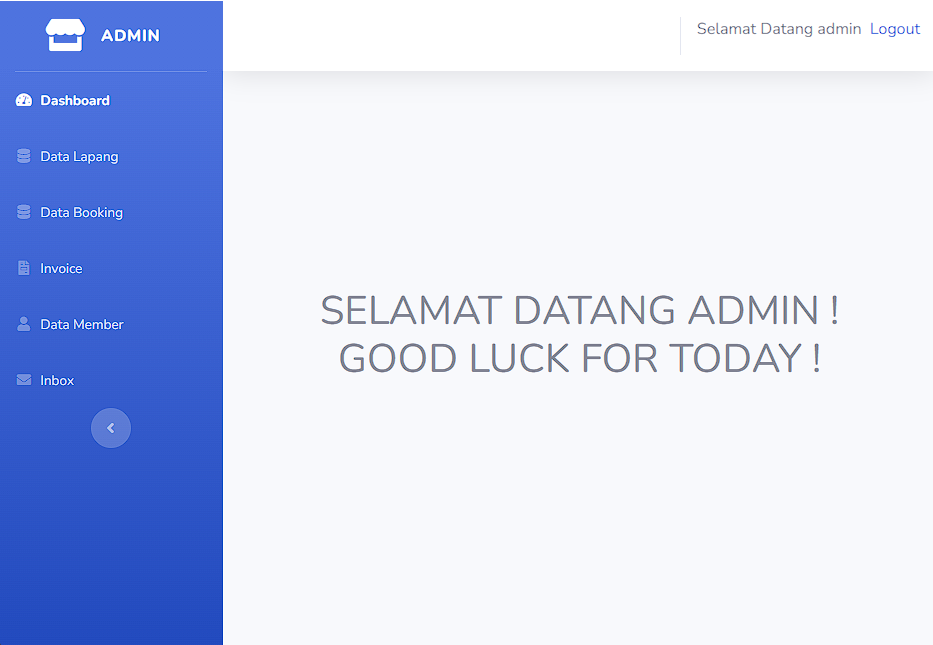 ADMIN
Selamat Datang admin Logout
Dashboard
Data Lapang
Data Booking
Invoice
Data Member
Inbox
SELAMAT DATANG ADMIN !
GOOD LUCK FOR TODAY !